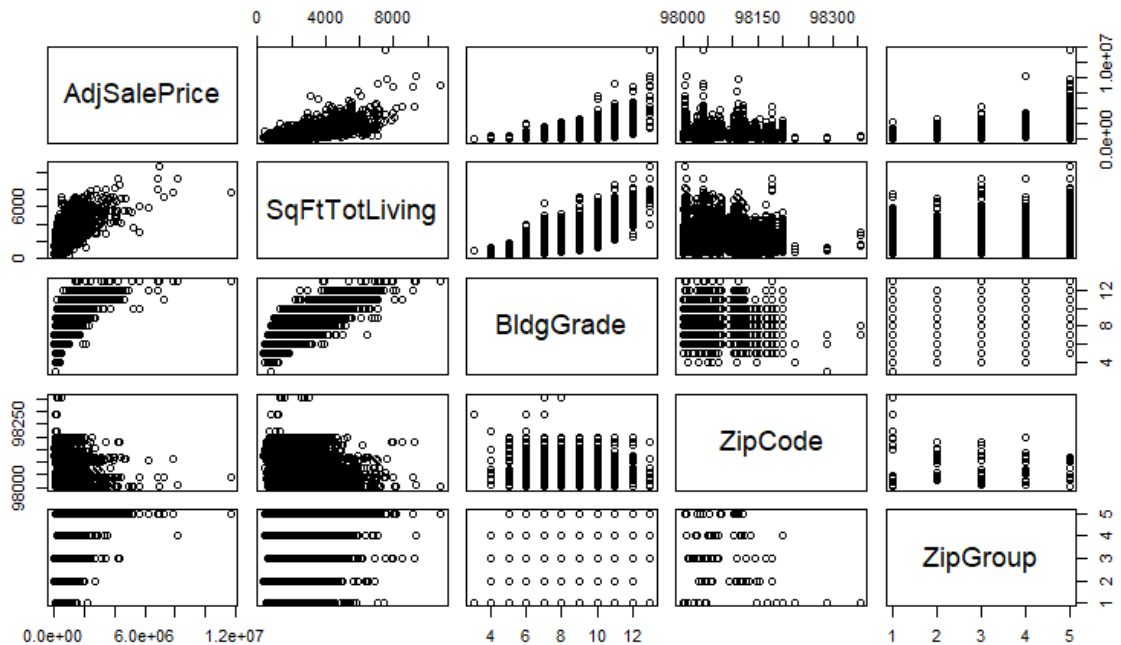 0 4000 8000 98000 98150 98300
AdjSalePrice
0.0e+00 1.0e+07
0 6000
SqFtTotLiving
BldgGrade
4 8 12
98000 98250
ZipCode
ZipGroup
1 2 3 4 5
0.0e+00 6.0e+06 1.2e+07 4 6 8 10 12 1 2 3 4 5